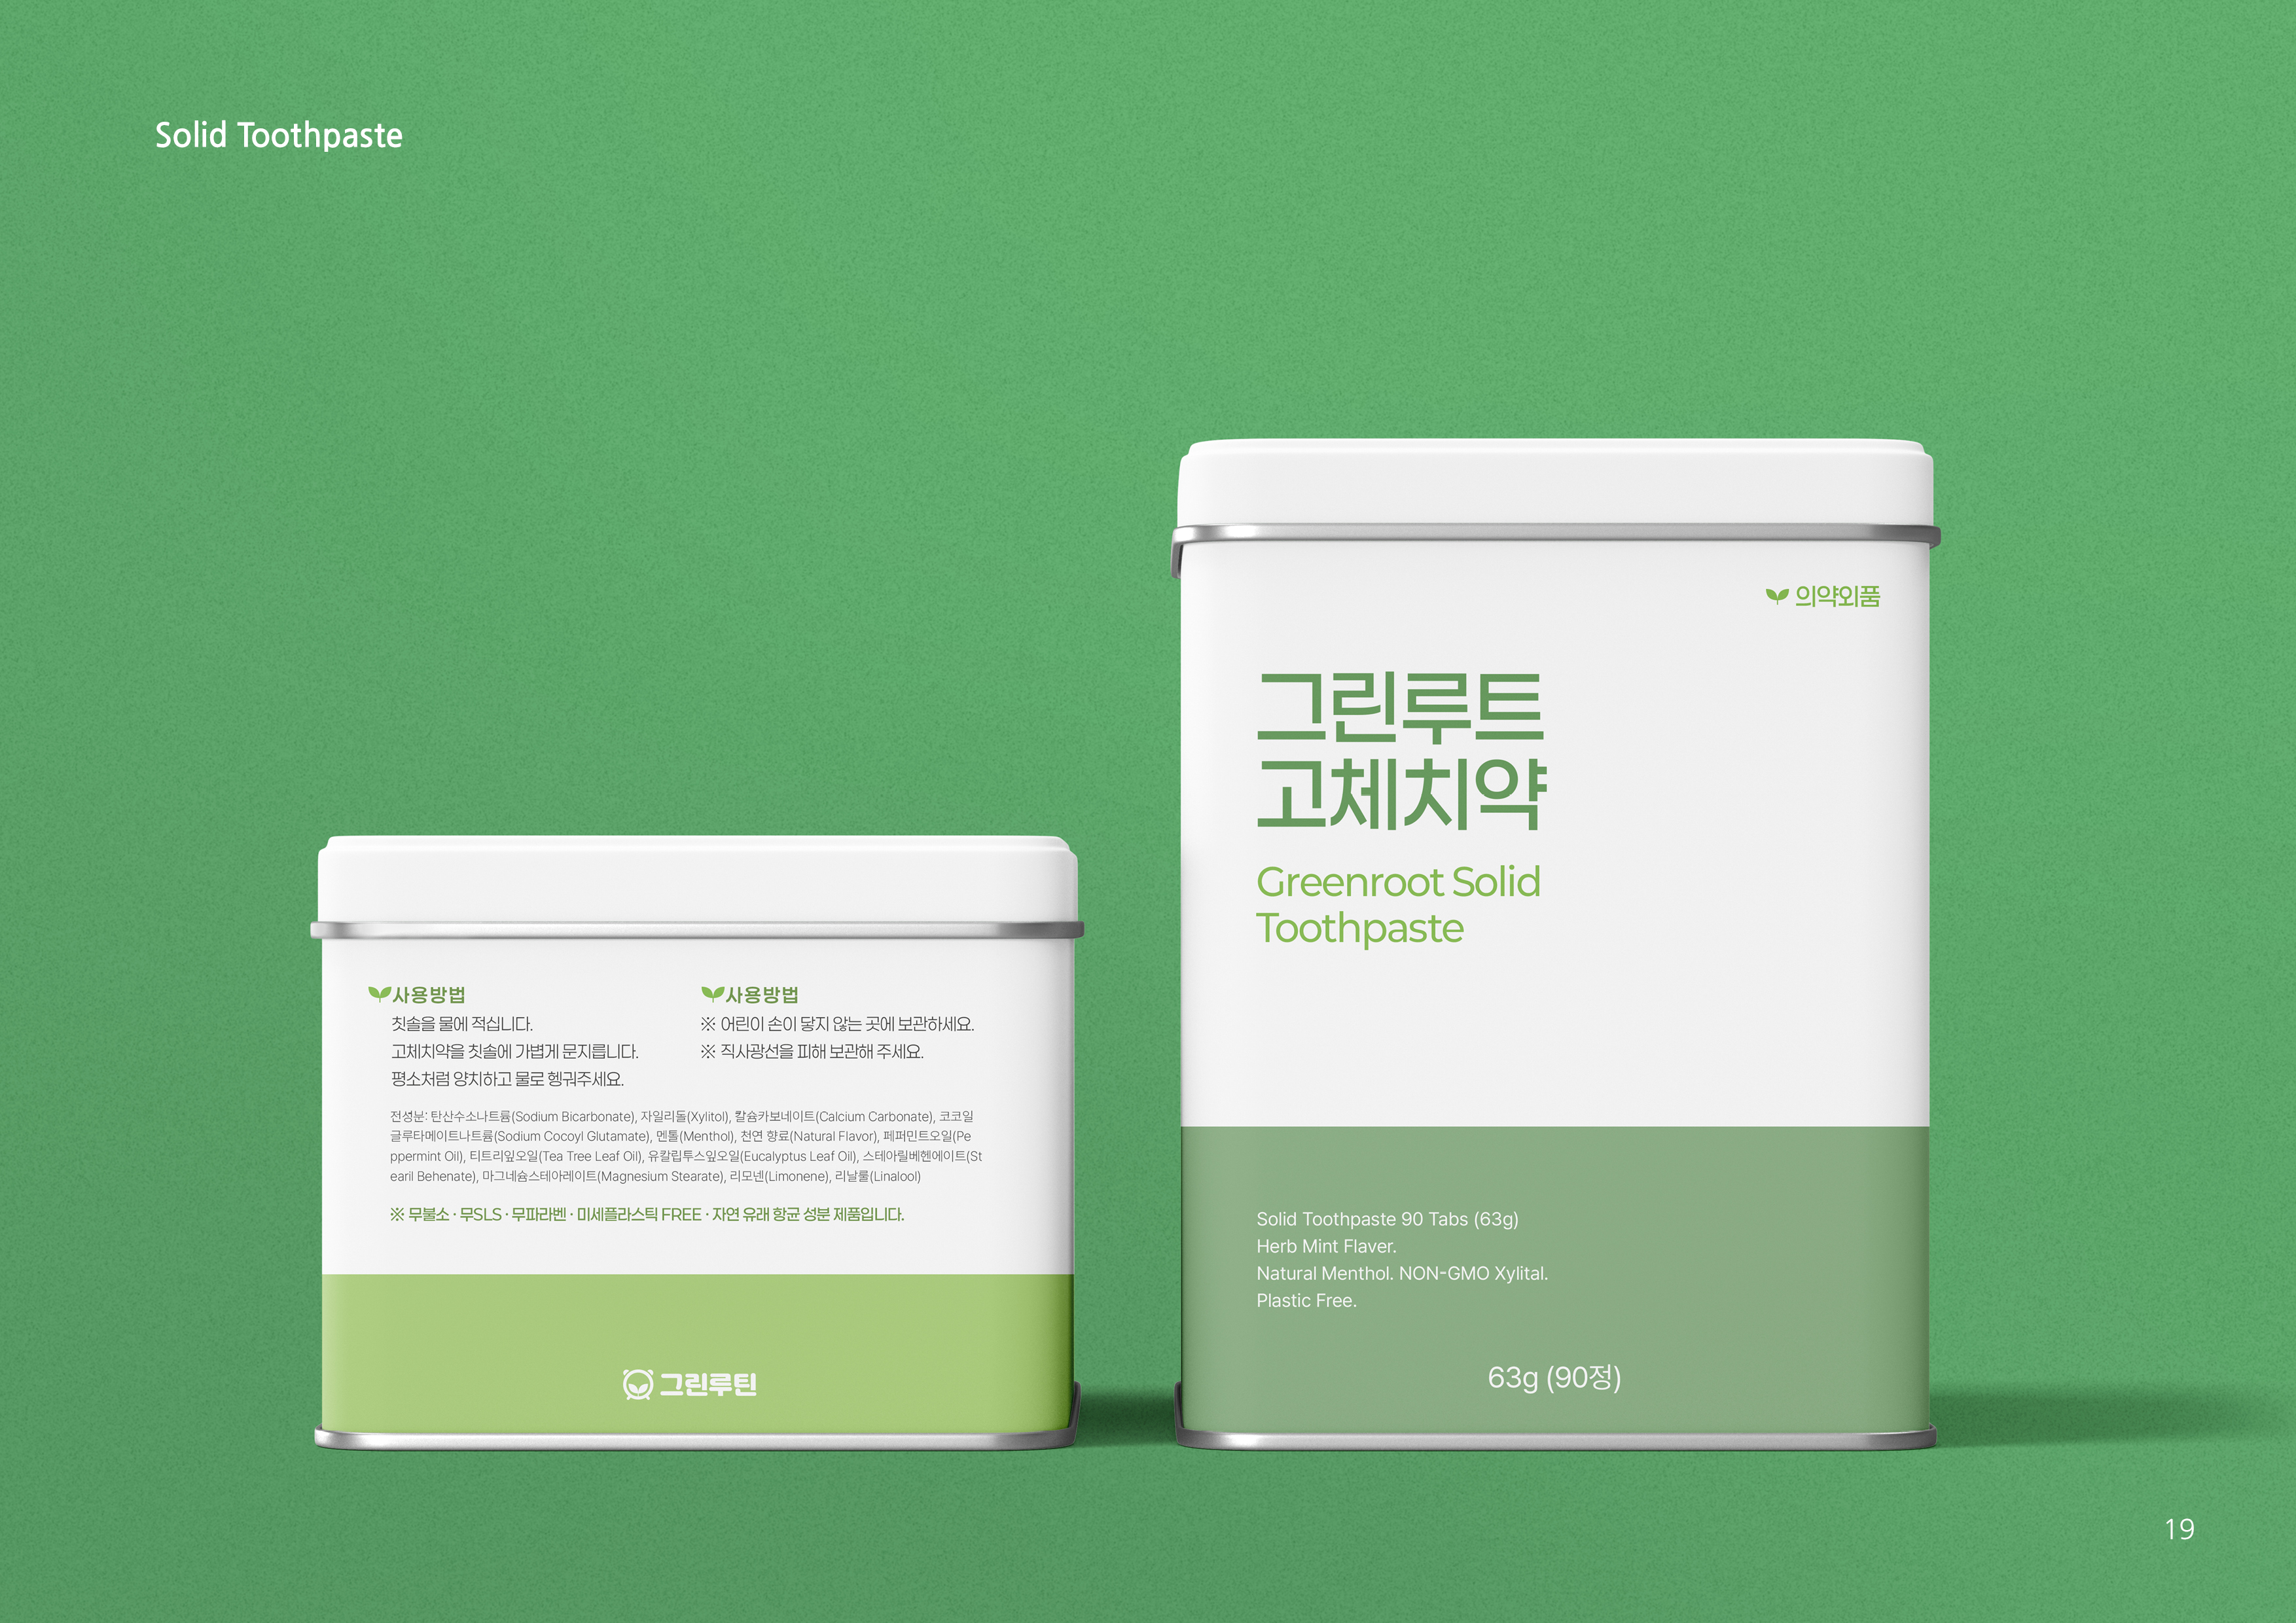 Solid Toothpaste
사용방법
칫솔을 물에 적십니다.
고체치약을 칫솔에 가볍게 문지릅니다.
평소처럼 양치하고 물로 헹궈주세요.
사용방법
※ 어린이 손이 닿지 않는 곳에 보관하세요.
※ 직사광선을 피해 보관해 주세요.
전성분: 탄산수소나트륨(Sodium Bicarbonate), 자일리톨(Xylitol), 칼슘카보네이트(Calcium Carbonate), 코코일
글루타메이트나트륨(Sodium Cocoyl Glutamate), 멘톨(Menthol), 천연 향료(Natural Flavor), 페퍼민트오일(Pe
ppermint Oil), 티트리잎오일(Tea Tree Leaf Oil), 유칼립투스잎오일(Eucalyptus Leaf Oil), 스테아릴베헨에이트(St
earil Behenate), 마그네슘스테아레이트(Magnesium Stearate), 리모넨(Limonene), 리날룰(Linalool)
※ 무불소 · 무SLS · 무파라벤 · 미세플라스틱 FREE · 자연 유래 항균 성분 제품입니다.
그린루틴
의약외품
그린루트
고체치약
Greenroot Solid
Toothpaste
Solid Toothpaste 90 Tabs (63g)
Herb Mint Flaver.
Natural Menthol. NON-GMO Xylital.
Plastic Free.
63g (90정)
19